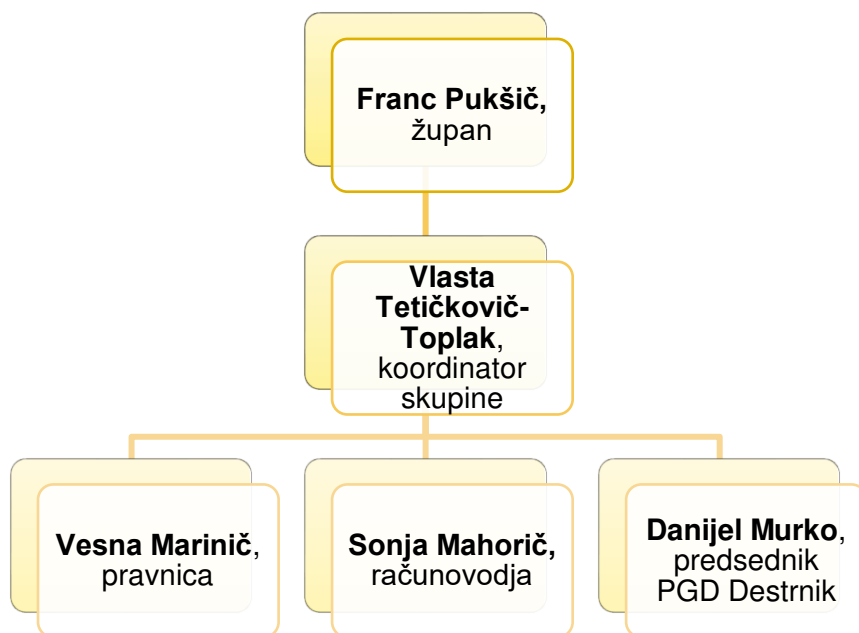 Franc Pukšič,
župan
Vlasta
Tetičkovič-
Toplak,
koordinator
skupine
Vesna Marinič,
pravnica
Sonja Mahorič,
računovodja
Danijel Murko,
predsednik
PGD Destrnik